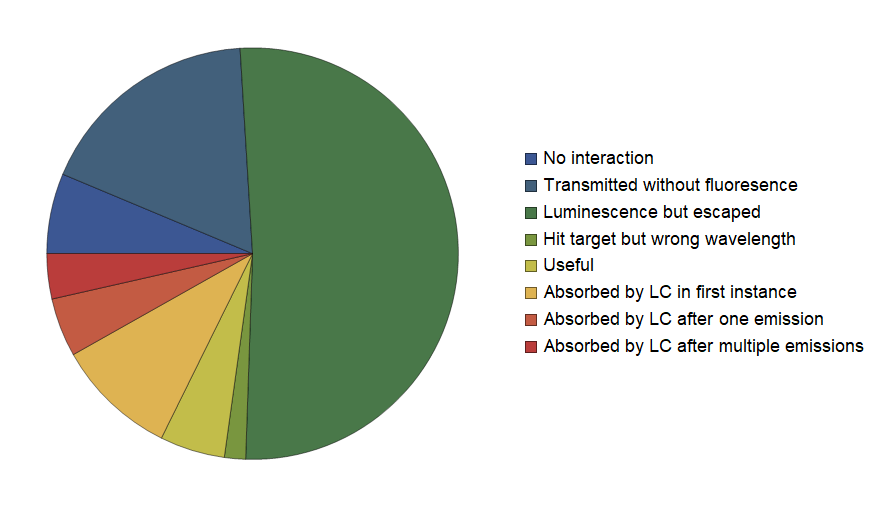 No interaction
Transmitted without fluoresence
Luminescence but escaped
Hit target but wrong wavelength
Useful
Absorbed by LC in first instance
Absorbed by LC after one emission
Absorbed by LC after multiple emissions